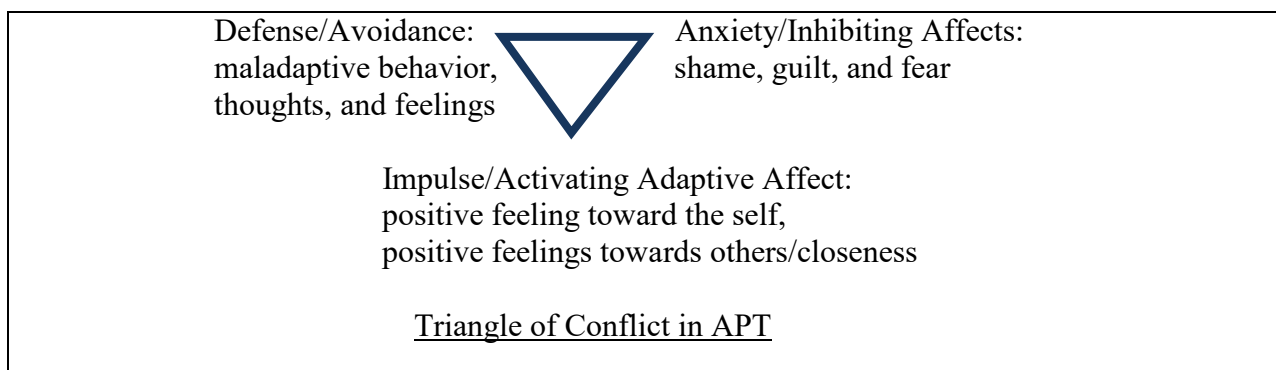 Defense/Avoidance:
maladaptive behavior,
thoughts, and feelings
Anxiety/Inhibiting Affects:
shame, guilt, and fear
Impulse/Activating Adaptive Affect:
positive feeling toward the self,
positive feelings towards others/closeness
Triangle of Conflict in APT